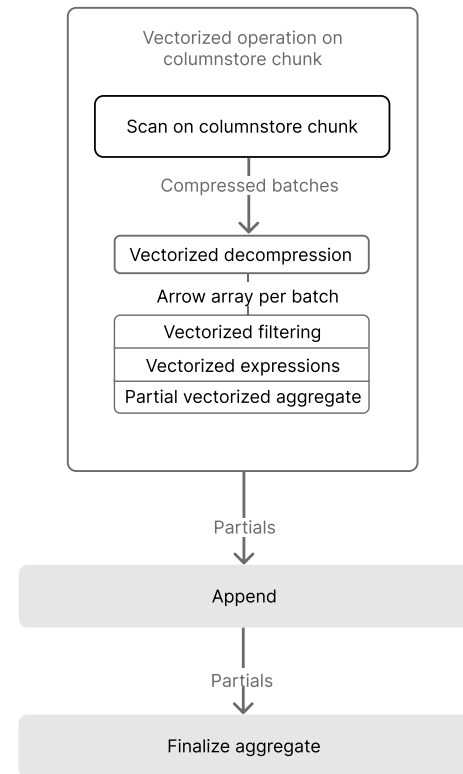 Vectorized operation on
columnstore chunk
Scan on columnstore chunk
Compressed batches
Vectorized decompression
Arrow array per batch
Vectorized filtering
Vectorized expressions
Partial vectorized aggregate
Partials
Append
Partials
Finalize aggregate